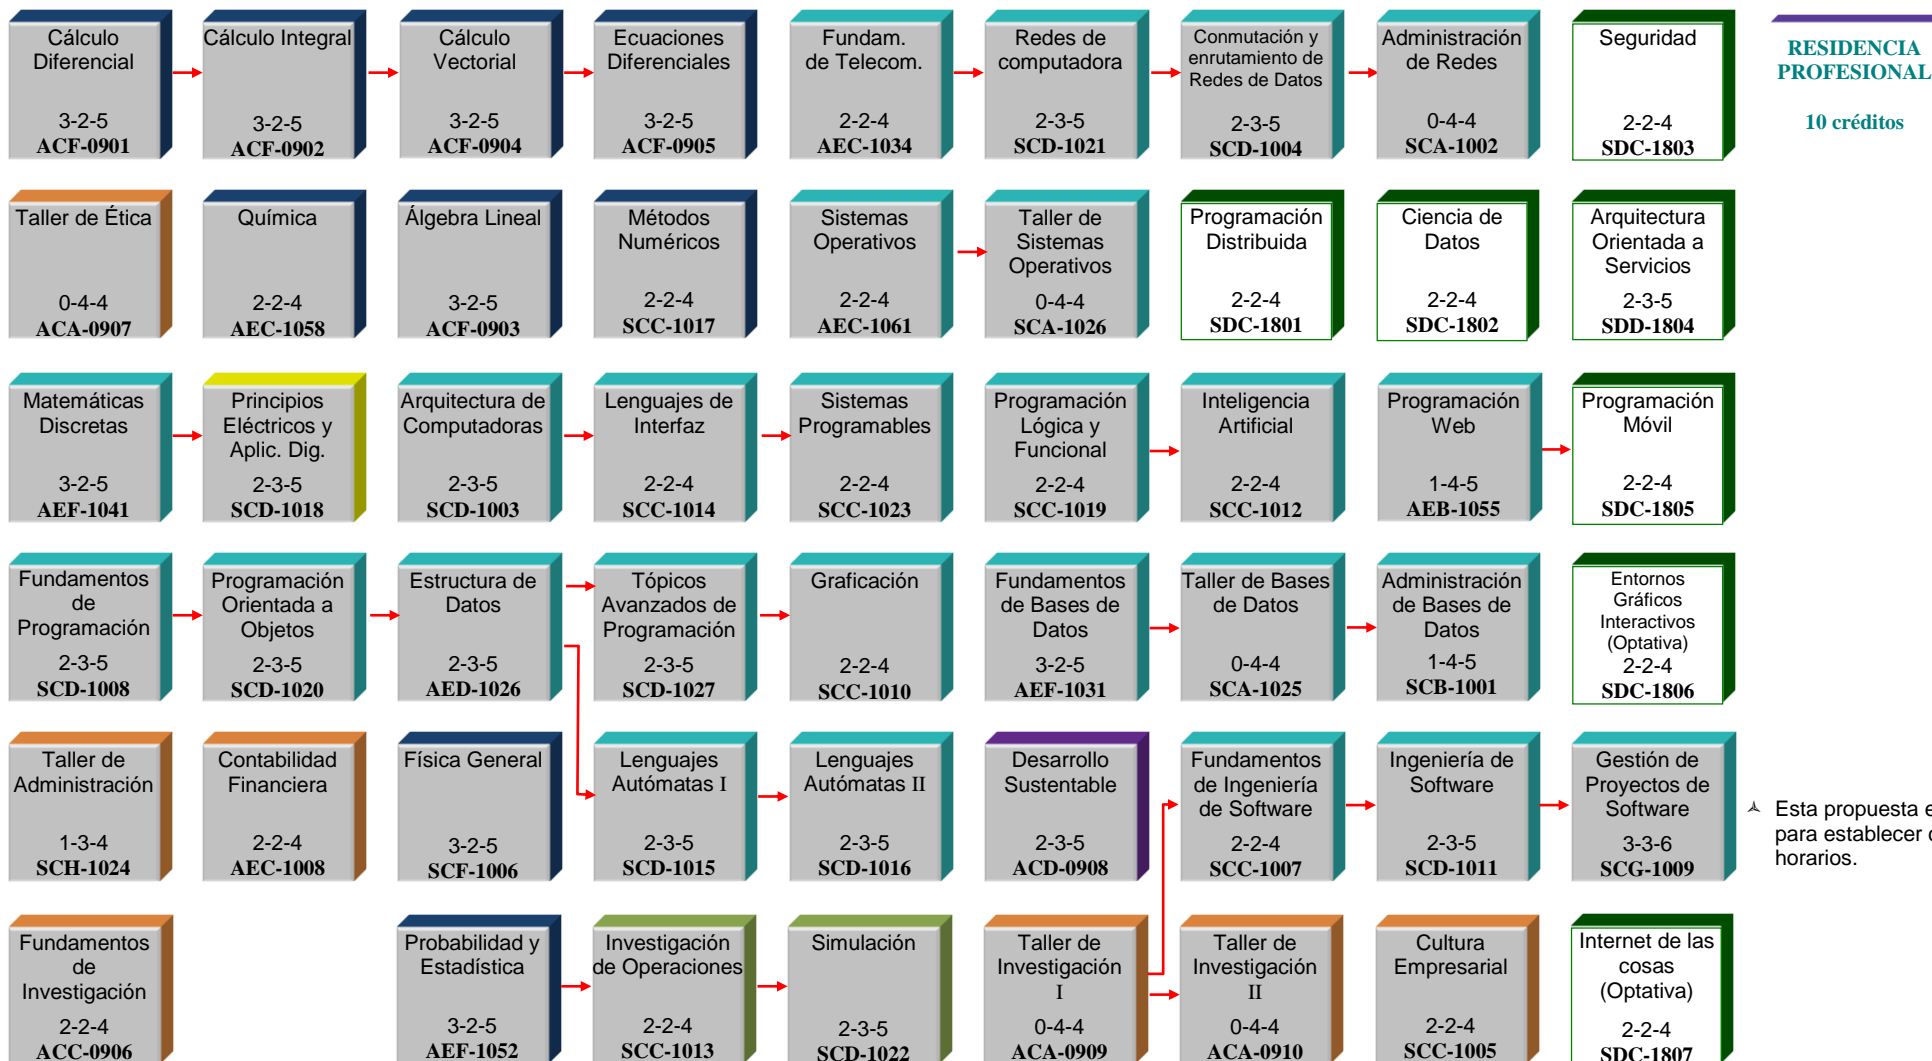 Cálculo
Diferencial
3-2-5
ACF-0901
Cálculo Integral
3-2-5
ACF-0902
Cálculo
Vectorial
3-2-5
ACF-0904
Ecuaciones
Diferenciales
3-2-5
ACF-0905
Fundam.
de Telecom.
2-2-4
AEC-1034
Redes de
computadora
2-3-5
SCD-1021
Conmutación y
enrutamiento de
Redes de Datos
2-3-5
SCD-1004
Administración
de Redes
0-4-4
SCA-1002
Seguridad
2-2-4
SDC-1803
RESIDENCIA
PROFESIONAL
10 créditos
Taller de Ética
0-4-4
ACA-0907
Química
2-2-4
AEC-1058
Álgebra Lineal
3-2-5
ACF-0903
Métodos
Numéricos
2-2-4
SCC-1017
Sistemas
Operativos
2-2-4
AEC-1061
Taller de
Sistemas
Operativos
0-4-4
SCA-1026
Programación
Distribuida
2-2-4
SDC-1801
Ciencia de
Datos
2-2-4
SDC-1802
Arquitectura
Orientada a
Servicios
2-3-5
SDD-1804
Matemáticas
Discretas
3-2-5
AEF-1041
Principios
Eléctricos y
Aplic. Dig.
2-3-5
SCD-1018
Arquitectura de
Computadoras
2-3-5
SCD-1003
Lenguajes de
Interfaz
2-2-4
SCC-1014
Sistemas
Programables
2-2-4
SCC-1023
Programación
Lógica y
Funcional
2-2-4
SCC-1019
Inteligencia
Artificial
2-2-4
SCC-1012
Programación
Web
1-4-5
AEB-1055
Programación
Móvil
2-2-4
SDC-1805
Fundamentos
de
Programación
2-3-5
SCD-1008
Programación
Orientada a
Objetos
2-3-5
SCD-1020
Estructura de
Datos
2-3-5
AED-1026
Tópicos
Avanzados de
Programación
2-3-5
SCD-1027
Graficación
2-2-4
SCC-1010
Fundamentos
de Bases de
Datos
3-2-5
AEF-1031
Taller de Bases
de Datos
0-4-4
SCA-1025
Administración
de Bases de
Datos
1-4-5
SCB-1001
Entornos
Gráficos
Interactivos
(Optativa)
2-2-4
SDC-1806
Taller de
Administración
1-3-4
SCH-1024
Contabilidad
Financiera
2-2-4
AEC-1008
Física General
3-2-5
SCF-1006
Lenguajes
Autómatas I
2-3-5
SCD-1015
Lenguajes
Autómatas II
2-3-5
SCD-1016
Desarrollo
Sustentable
2-3-5
ACD-0908
Fundamentos
de Ingeniería
de Software
2-2-4
SCC-1007
Ingeniería de
Software
2-3-5
SCD-1011
Gestión de
Proyectos de
Software
3-3-6
SCG-1009
Esta propuesta
para establecer
horarios.
Fundamentos
de
Investigación
2-2-4
ACC-0906
Probabilidad y
Estadística
3-2-5
AEF-1052
Investigación
de Operaciones
2-2-4
SCC-1013
Simulación
2-3-5
SCD-1022
Taller de
Investigación
I
0-4-4
ACA-0909
Taller de
Investigación
II
0-4-4
ACA-0910
Cultura
Empresarial
2-2-4
SCC-1005
Internet de las
cosas
(Optativa)
2-2-4
SDC-1807